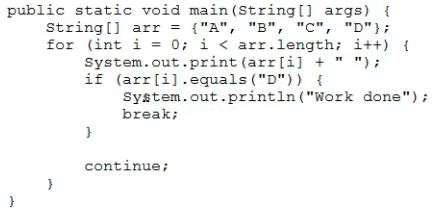 public static void main(String[] args) {
    String[] arr = {"A", "B", "C", "D"};
    for (int i = 0; i < arr.length; i++) {
        System.out.print(arr[i] + " ");
        if (arr[i].equals("D")) {
            System.out.println("Work done");
            break;
        }

        continue;
    }
}